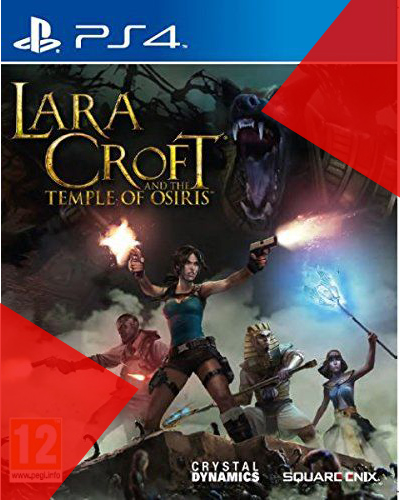 PS4
LARA
CROFT
AND THE
TEMPLE OF OSIRIS
12
www.pegi.info
CRYSTAL
DYNAMICS
SQUARE ENIX